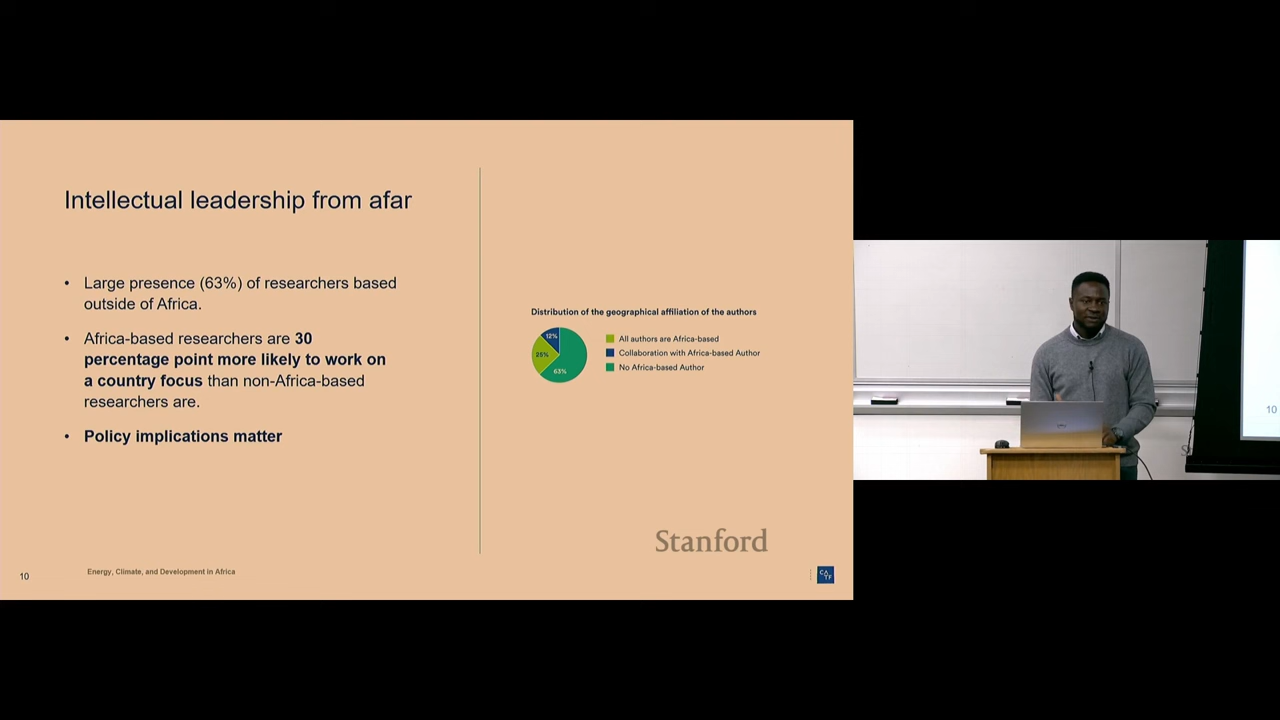 Intellectual leadership from afar
• Large presence (63%) of researchers based
outside of Africa.
• Africa-based researchers are 30
percentage point more likely to work on
a country focus than non-Africa-based
researchers are.
• Policy implications matter
Distribution of the geographical affiliation of the authors
12%
25%
63%
All authors are Africa-based
Collaboration with Africa-based Author
No Africa-based Author
Stanford
10
Energy, Climate, and Development in Africa
CATF
10